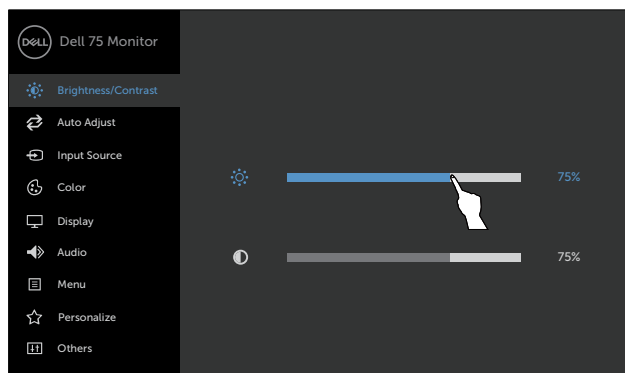 DELL Dell 75 Monitor
Brightness/Contrast
Auto Adjust
Input Source
Color
Display
Audio
Menu
Personalize
Others
75%
75%